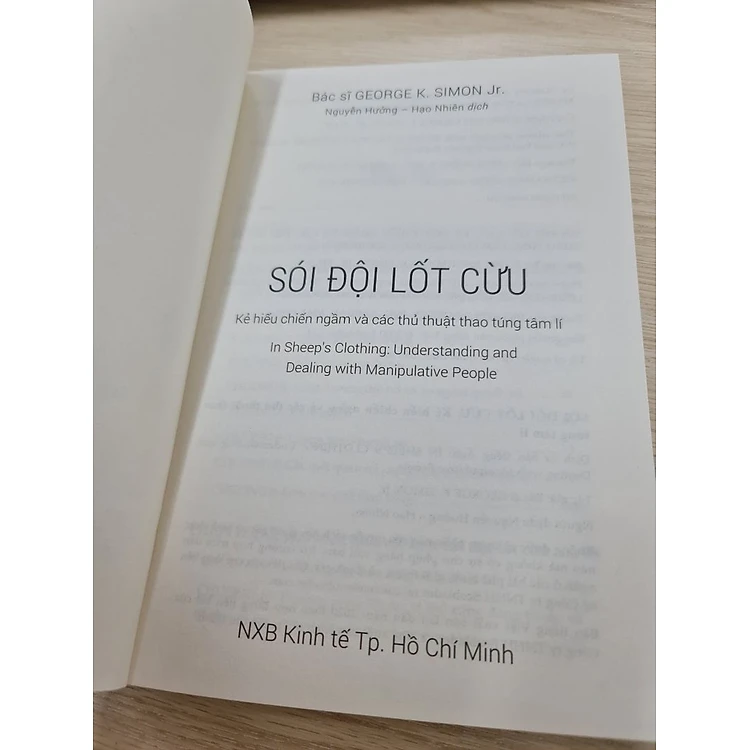 Bác sĩ GEORGE K. SIMON Jr.
Nguyễn Hưởng – Hạo Nhiên dịch
SÓI ĐỘI LỐT CỪU
Kẻ hiếu chiến ngầm và các thủ thuật thao túng tâm lí
In Sheep's Clothing: Understanding and
Dealing with Manipulative People
NXB Kinh tế Tp. Hồ Chí Minh